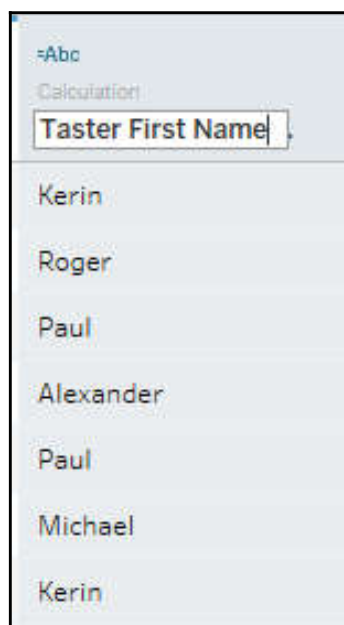 =Abc
Calculation
Taster First Name
Kerin
Roger
Paul
Alexander
Paul
Michael
Kerin